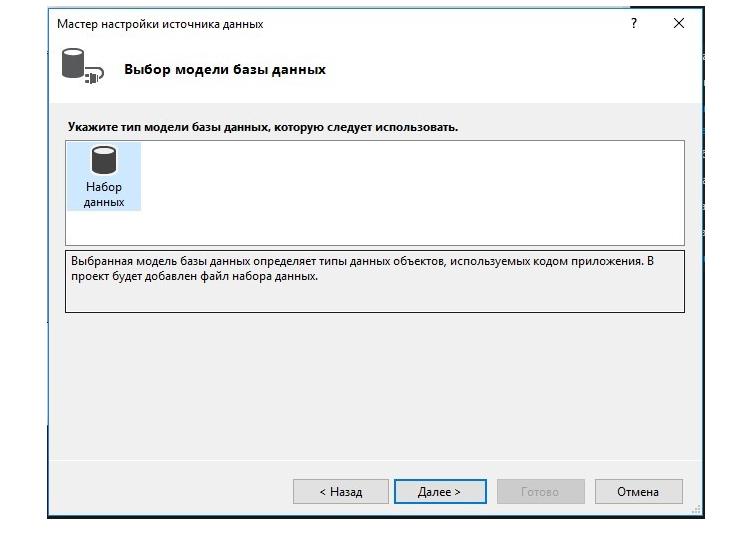 Мастер настройки источника данных
?
Выбор модели базы данных
Укажите тип модели базы данных, которую следует использовать.
Набор
данных
Выбранная модель базы данных определяет типы данных объектов, используемых кодом приложения. В
проект будет добавлен файл набора данных.
< Назад
Далее >
Готово
Отмена